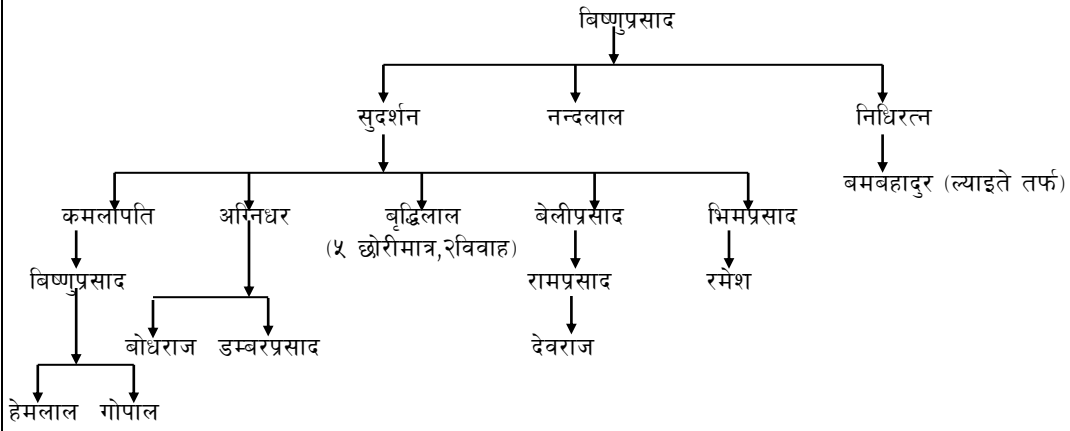 बिष्णुप्रसाद
सुदर्शन नन्दलाल निधिरत्न
बमबहादुर (ल्याइते तर्फ)
कमलापति अग्निधर बृद्धिलाल बेलीप्रसाद भिमप्रसाद
(५ छोरीमात्र,२विवाह)
बिष्णुप्रसाद रामप्रसाद रमेश
बोधराज डम्बरप्रसाद देवराज
हेमलाल गोपाल